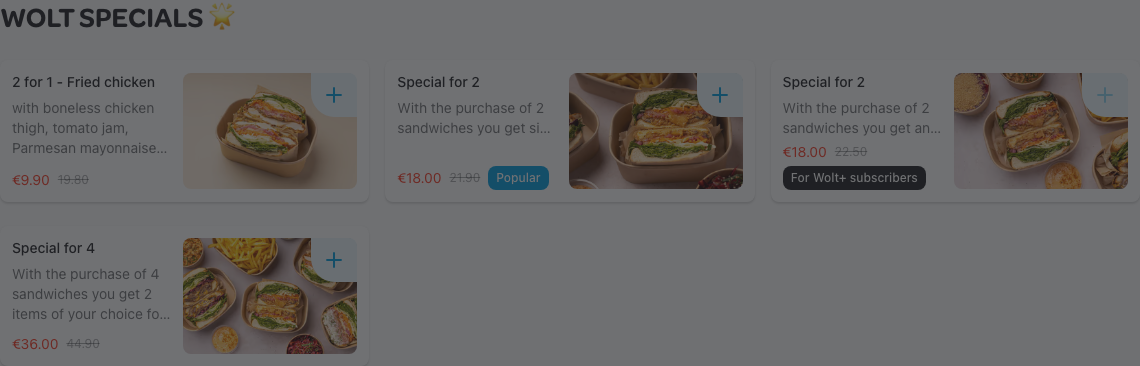 WOLT SPECIALS 🌟
2 for 1 - Fried chicken
with boneless chicken
thigh, tomato jam,
Parmesan mayonnaise...
€9.90 19.80
Special for 2
With the purchase of 2
sandwiches you get si...
€18.00 21.90 Popular
Special for 2
With the purchase of 2
sandwiches you get an...
€18.00 22.50
For Wolt+ subscribers
Special for 4
With the purchase of 4
sandwiches you get 2
items of your choice fo...
€36.00 44.90